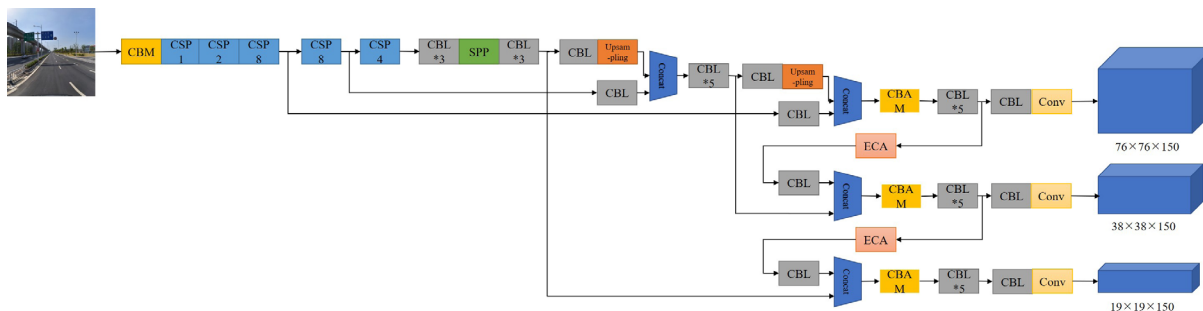 CBM
CSP
1
CSP
2
CSP
8
CSP
8
CSP
4
CBL
*3
SPP
CBL
*3
CBL
Upsam
-pling
CBL
Concat
CBL
*5
CBL
Upsam
-pling
CBL
Concat
CBA
M
CBL
*5
CBL
Conv
76×76×150
ECA
CBL
Concat
CBA
M
CBL
*5
CBL
Conv
38×38×150
ECA
CBL
Concat
CBA
M
CBL
*5
CBL
Conv
19×19×150